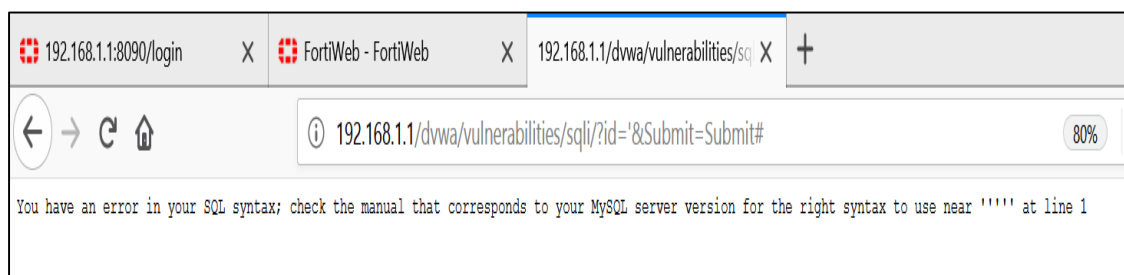 192.168.1.1:8090/login
FortiWeb - FortiWeb
192.168.1.1/dvwa/vulnerabilities/sq
192.168.1.1/dvwa/vulnerabilities/sqli/?id='&Submit=Submit#
80%
You have an error in your SQL syntax; check the manual that corresponds to your MySQL server version for the right syntax to use near ''''' at line 1